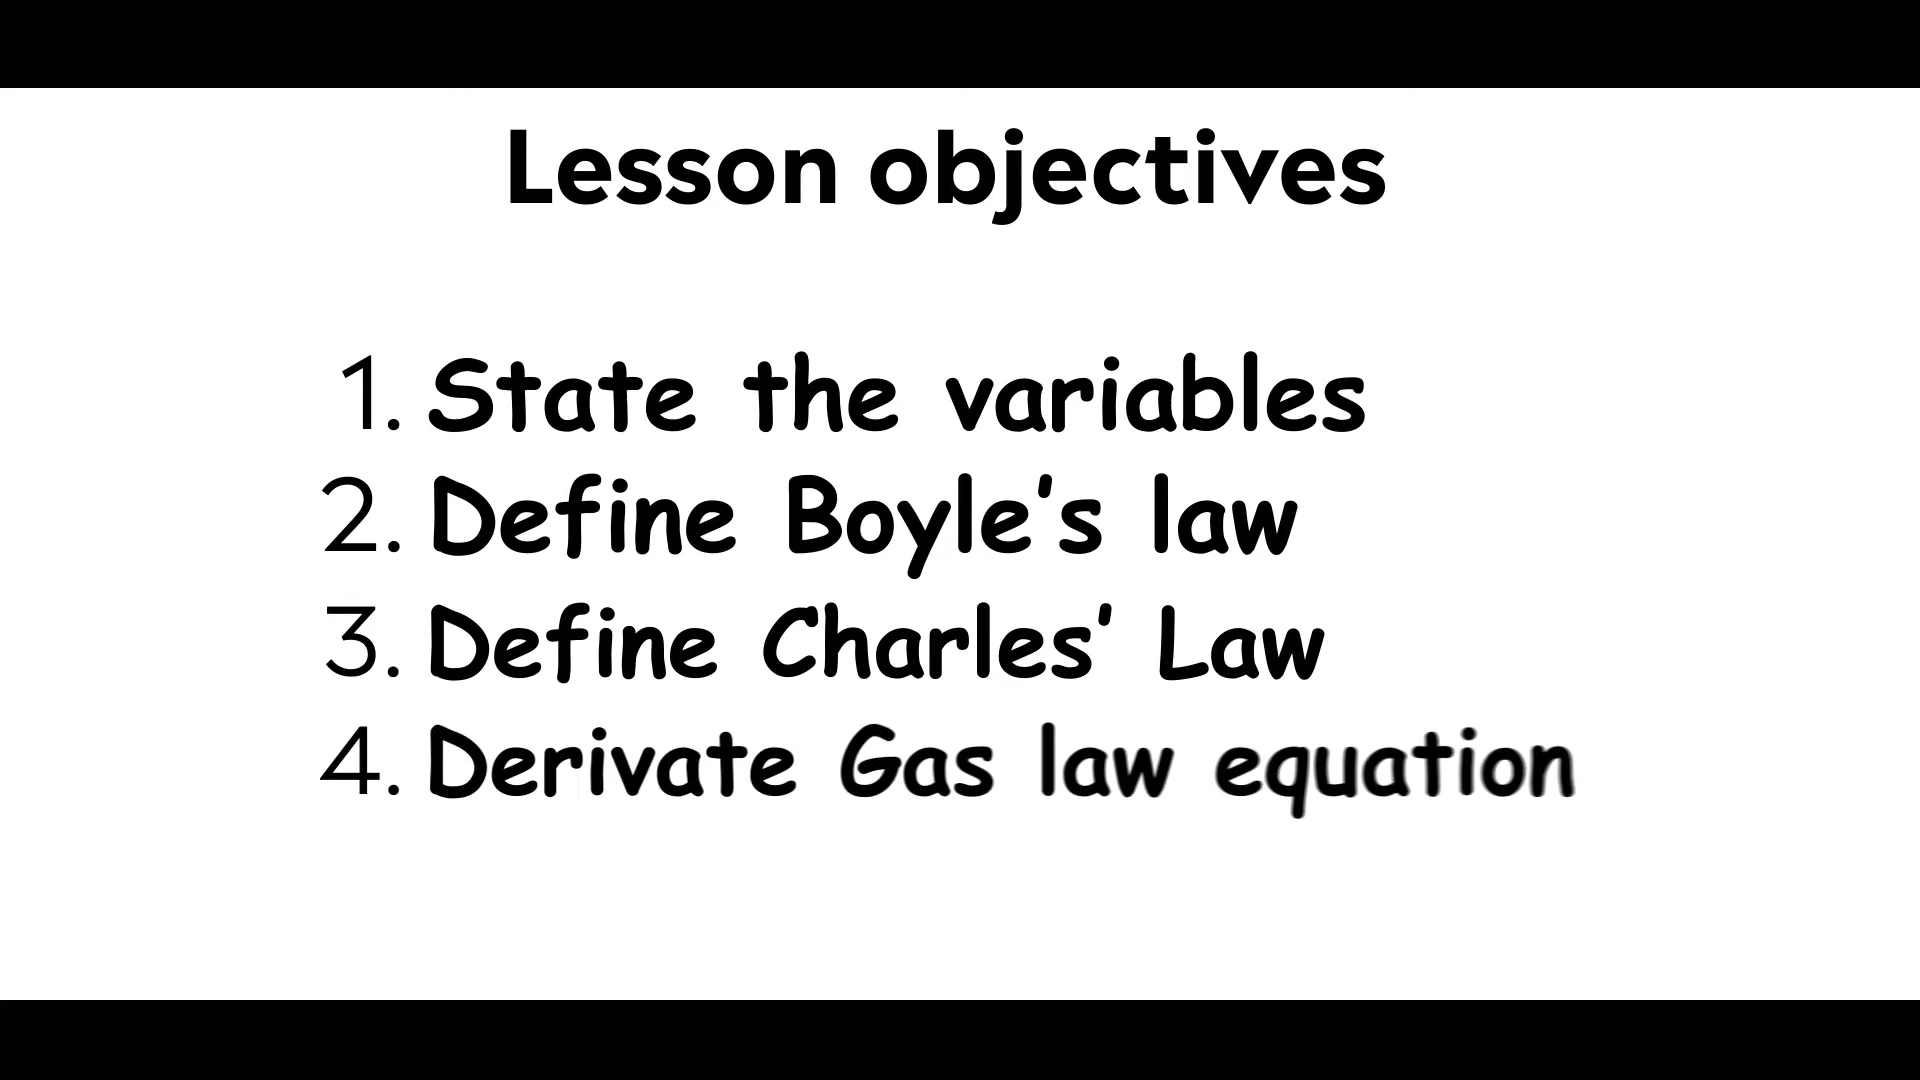 Lesson objectives
1. State the variables
2. Define Boyle’s law
3. Define Charles’ Law
4. Derivate Gas law equation